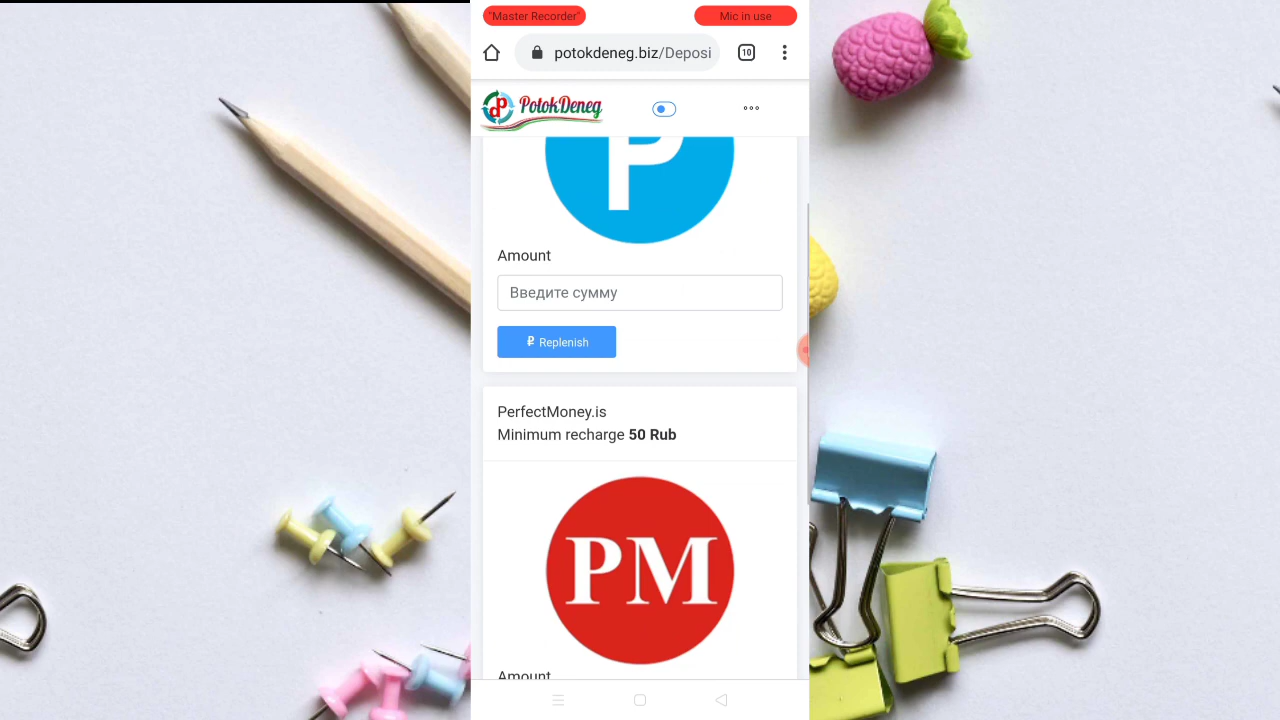 "Master Recorder"
Mic in use
potokdeneg.biz/Deposi
10
dp PotokDeneg
P
Amount
Введите сумму
₽ Replenish
PerfectMoney.is
Minimum recharge 50 Rub
PM
Amount